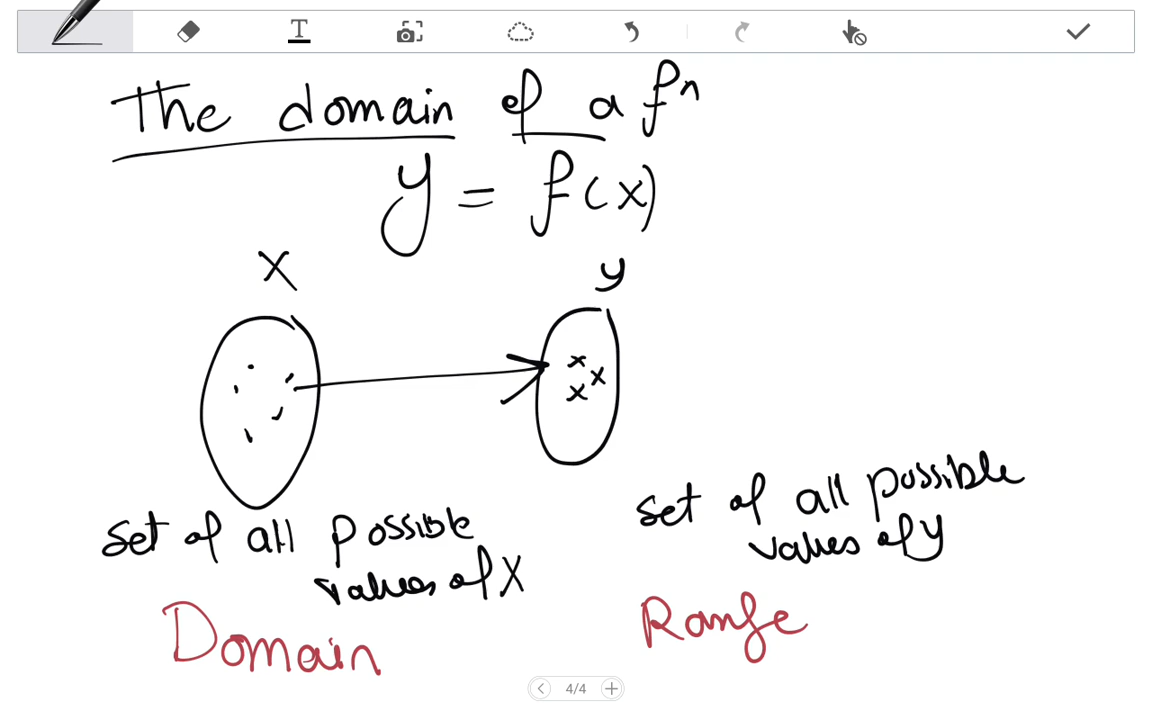 T
The domain of a fⁿ
y = f(x)
x
y
x
x
x
set of all possible
values of x
set of all possible
values of y
Domain
Range
4/4